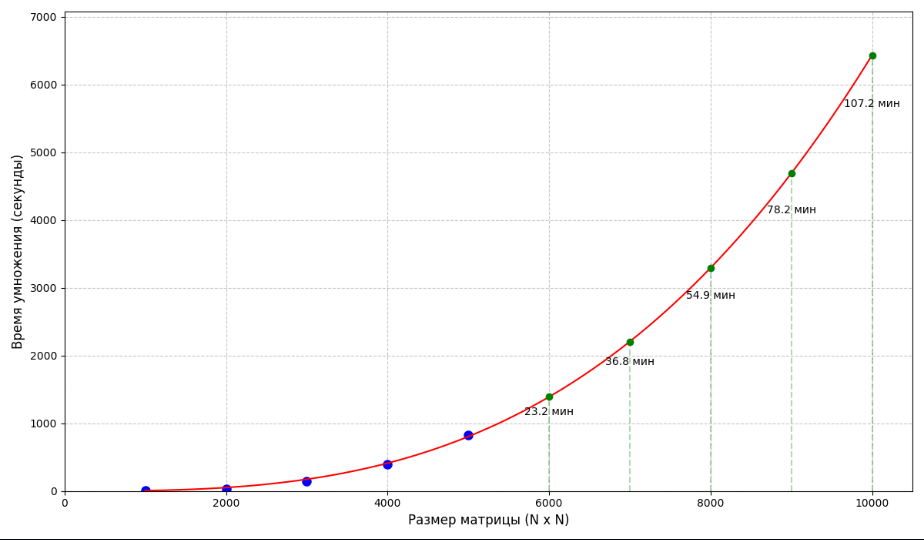 7000
6000
5000
4000
3000
2000
1000
0
Время умножения (секунды)
107.2 мин
78.2 мин
54.9 мин
36.8 мин
23.2 мин
0 2000 4000 6000 8000 10000
Размер матрицы (N x N)